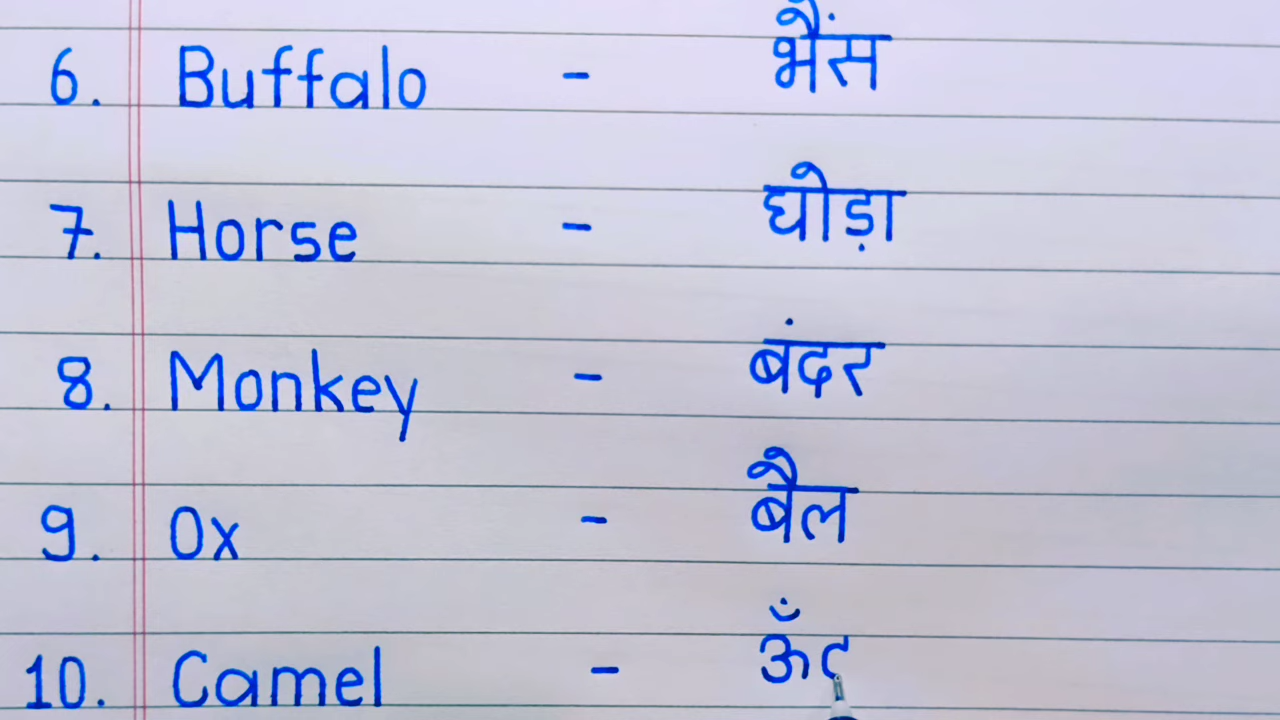 6. Buffalo - भैंस
7. Horse - घोड़ा
8. Monkey - बंदर
9. Ox - बैल
10. Camel - ऊँट